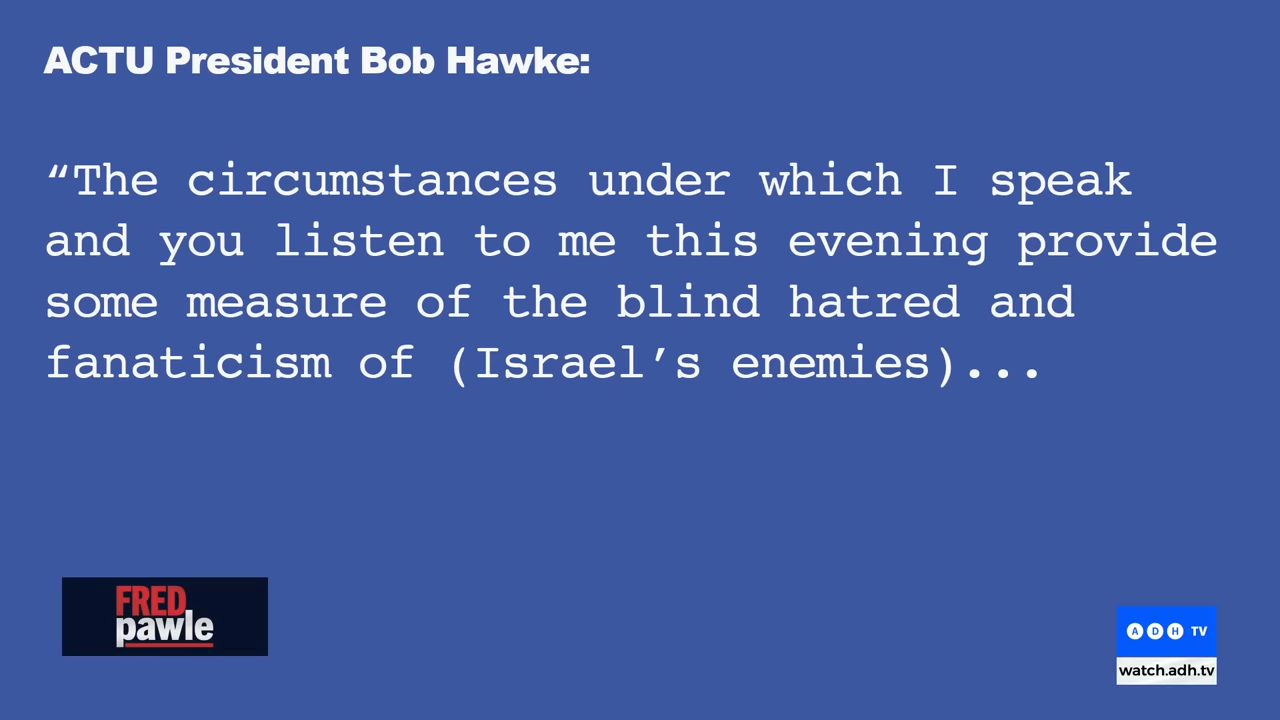 ACTU President Bob Hawke:
“The circumstances under which I speak
and you listen to me this evening provide
some measure of the blind hatred and
fanaticism of (Israel’s enemies)...
FRED
pawle
ADH TV
watch.adh.tv